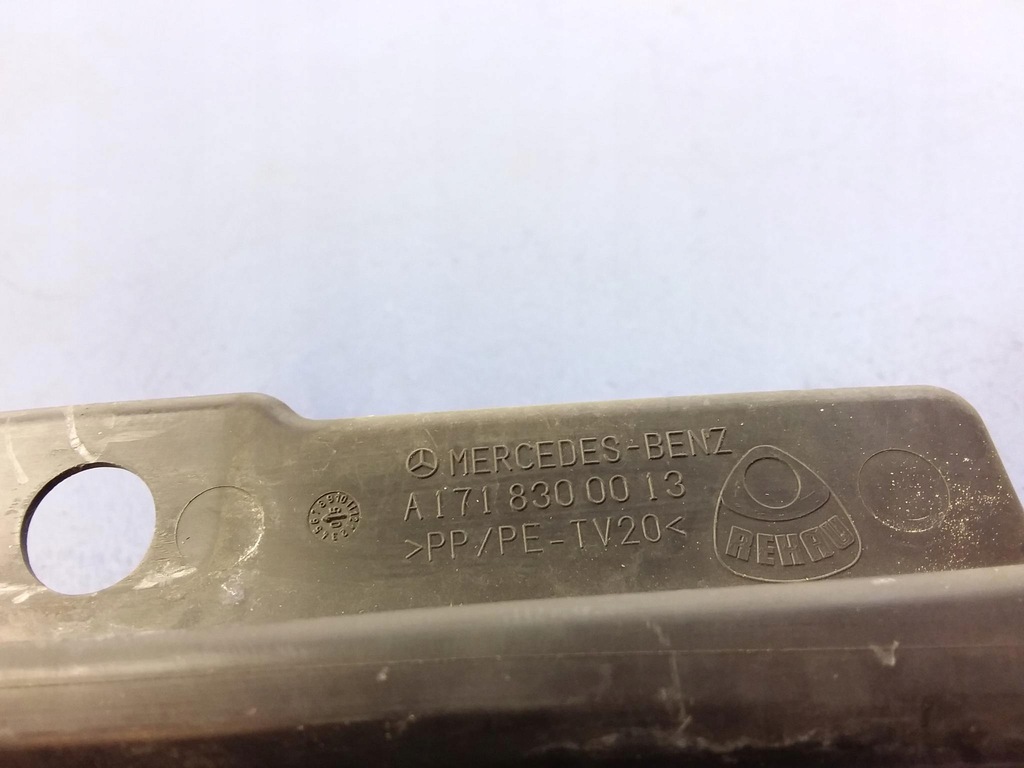 MERCEDES-BENZ
A 171 830 00 13
>PP/PE-TV20<
REHAU